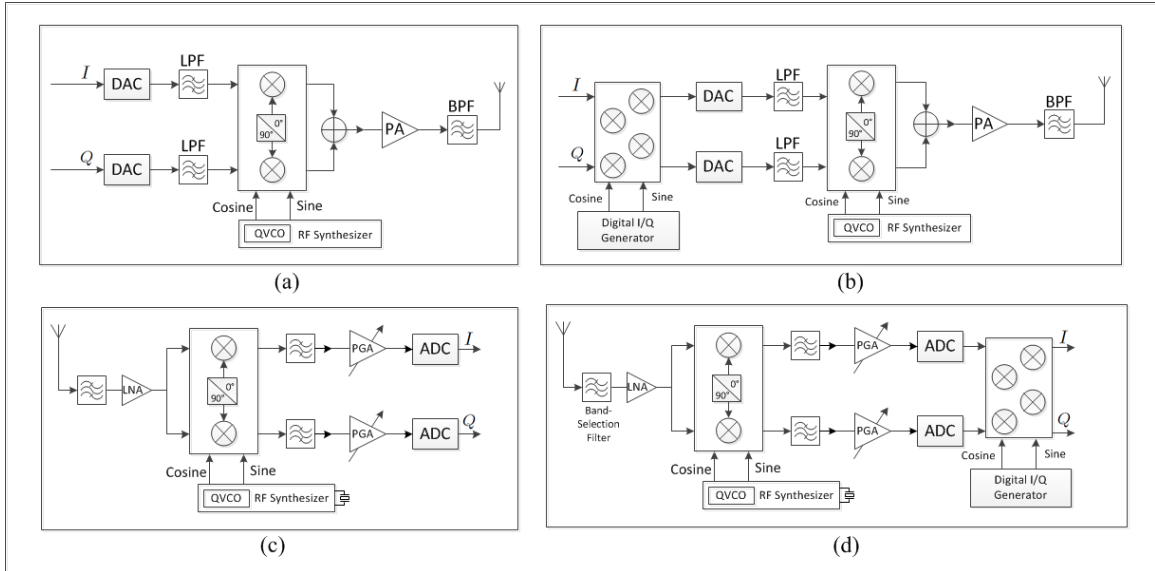 I
DAC
LPF
0°
90°
PA
BPF
Q
DAC
LPF
Cosine
Sine
QVCO
RF Synthesizer
(a)
I
Q
Cosine
Sine
Digital I/Q
Generator
DAC
LPF
DAC
LPF
0°
90°
PA
BPF
Cosine
Sine
QVCO
RF Synthesizer
(b)
LNA
0°
90°
PGA
ADC
I
PGA
ADC
Q
Cosine
Sine
QVCO
RF Synthesizer
(c)
Band-
Selection
Filter
LNA
0°
90°
PGA
ADC
I
PGA
ADC
Q
Cosine
Sine
QVCO
RF Synthesizer
Cosine
Sine
Digital I/Q
Generator
(d)